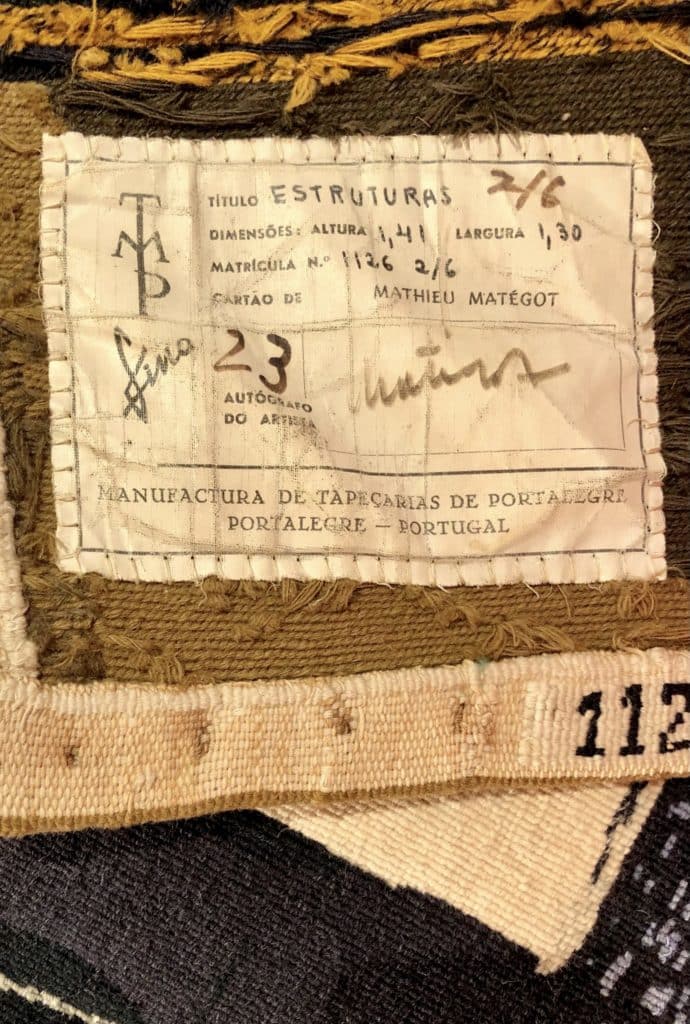 TMP
TÍTULO ESTRUTURAS 2/6
DIMENSÕES: ALTURA 1,41 LARGURA 1,30
MATRÍCULA N.º 1126 2/6
CARTÃO DE MATHIEU MATÉGOT
23
AUTÓGRAFO
DO ARTISTA
MANUFACTURA DE TAPEÇARIAS DE PORTALEGRE
PORTALEGRE — PORTUGAL
112